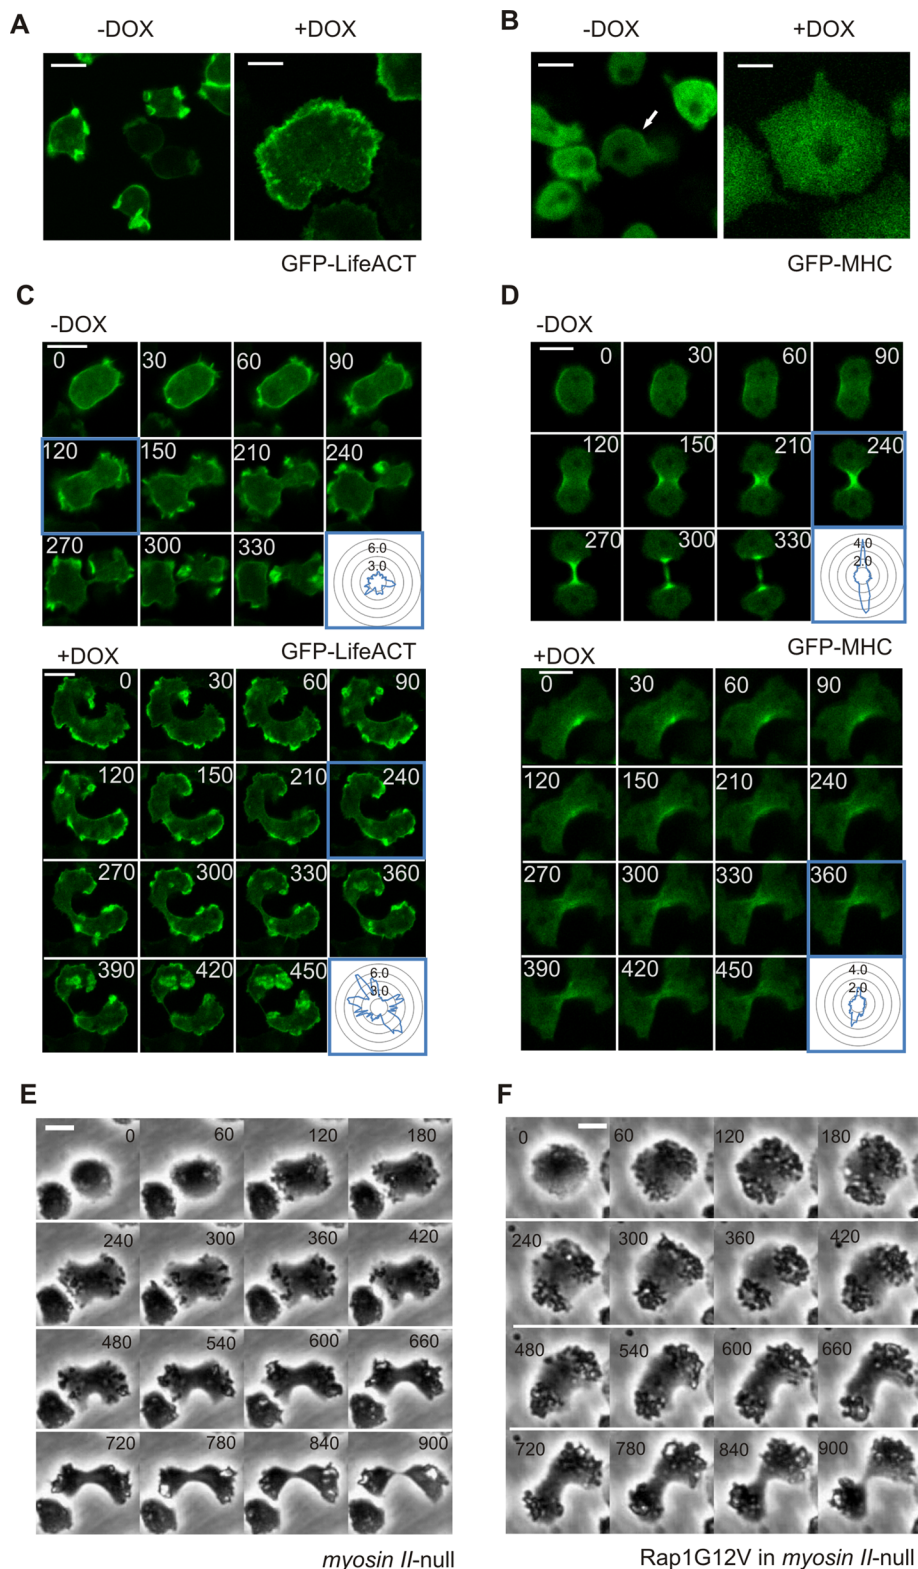 A
-DOX
+DOX
GFP-LifeACT
B
-DOX
+DOX
GFP-MHC
C
-DOX
0 30 60 90
120 150 210 240
270 300 330 6.0
3.0
GFP-LifeACT
+DOX
0 30 60 90
120 150 210 240
270 300 330 360
390 420 450 6.0
3.0
D
-DOX
0 30 60 90
120 150 210 240
270 300 330 4.0
2.0
GFP-MHC
+DOX
0 30 60 90
120 150 210 240
270 300 330 360
390 420 450 4.0
2.0
E
0 60 120 180
240 300 360 420
480 540 600 660
720 780 840 900
myosin II-null
F
0 60 120 180
240 300 360 420
480 540 600 660
720 780 840 900
Rap1G12V in myosin II-null